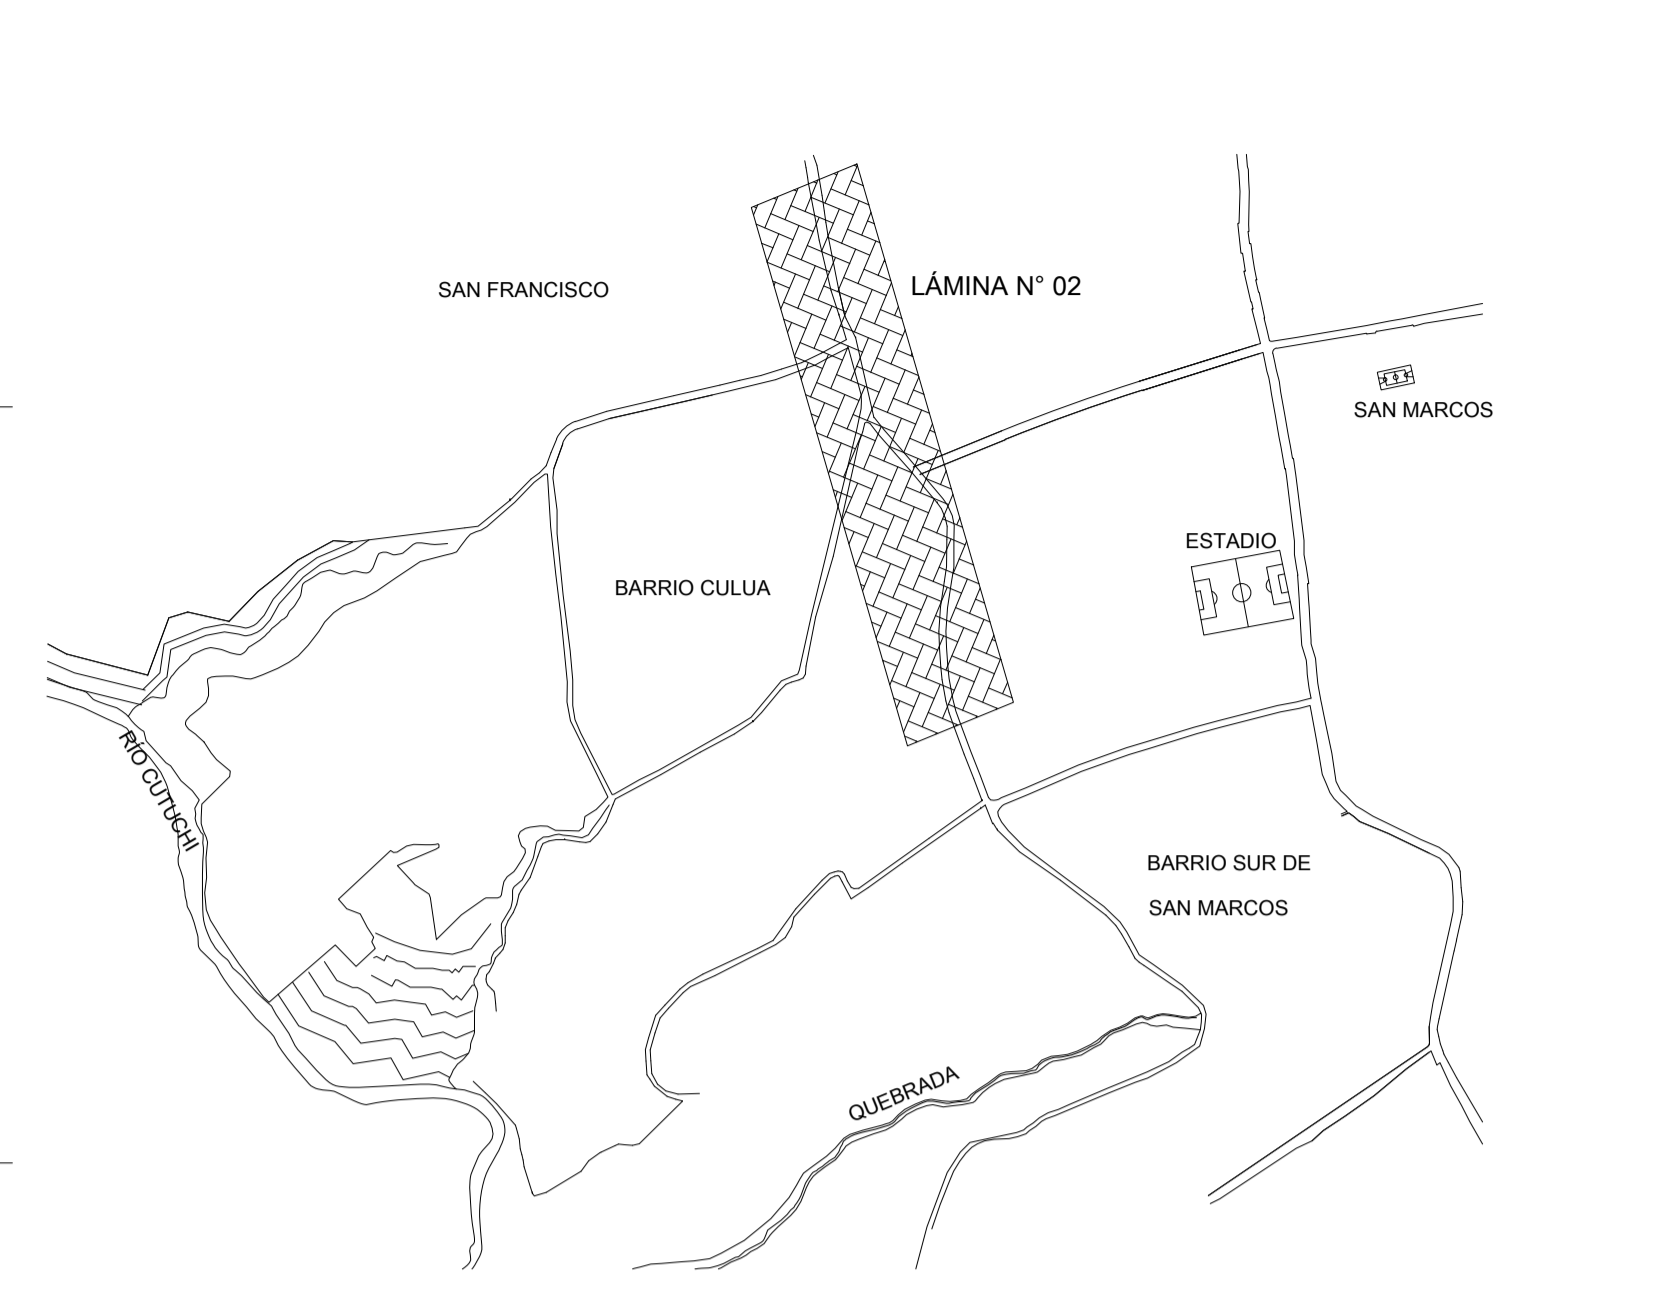 SAN FRANCISCO
LÁMINA N° 02
SAN MARCOS
ESTADIO
BARRIO CULUA
RÍO CUTUCHI
BARRIO SUR DE
SAN MARCOS
QUEBRADA